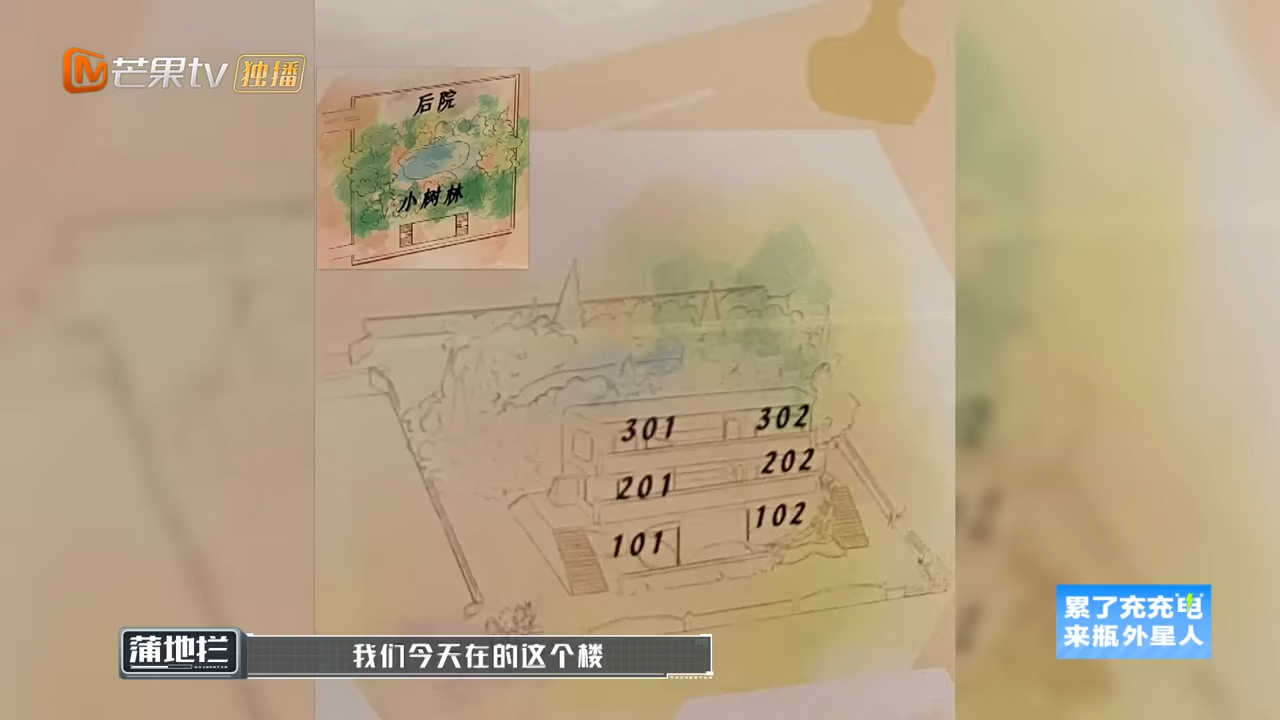 芒果tv 独播
后院
小树林
301 302
201 202
101 102
累了充充电
来瓶外星人
蒲地拦 我们今天在的这个楼